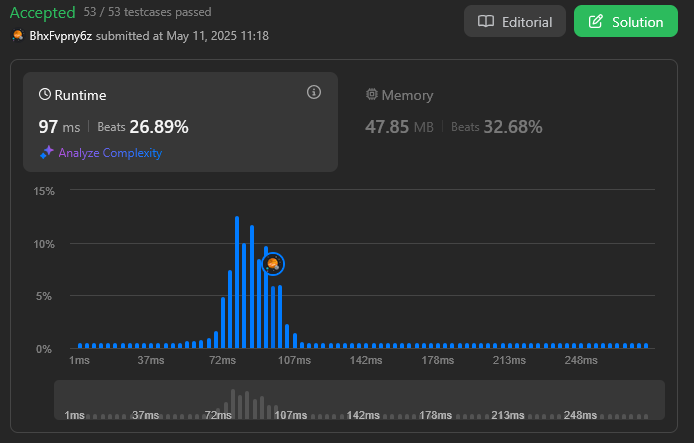 Accepted 53 / 53 testcases passed
BhxFvpny6z submitted at May 11, 2025 11:18
Editorial
Solution
Runtime
97 ms | Beats 26.89%
Analyze Complexity
Memory
47.85 MB | Beats 32.68%
15%
10%
5%
0%
1ms 37ms 72ms 107ms 142ms 178ms 213ms 248ms
1ms 37ms 72ms 107ms 142ms 178ms 213ms 248ms